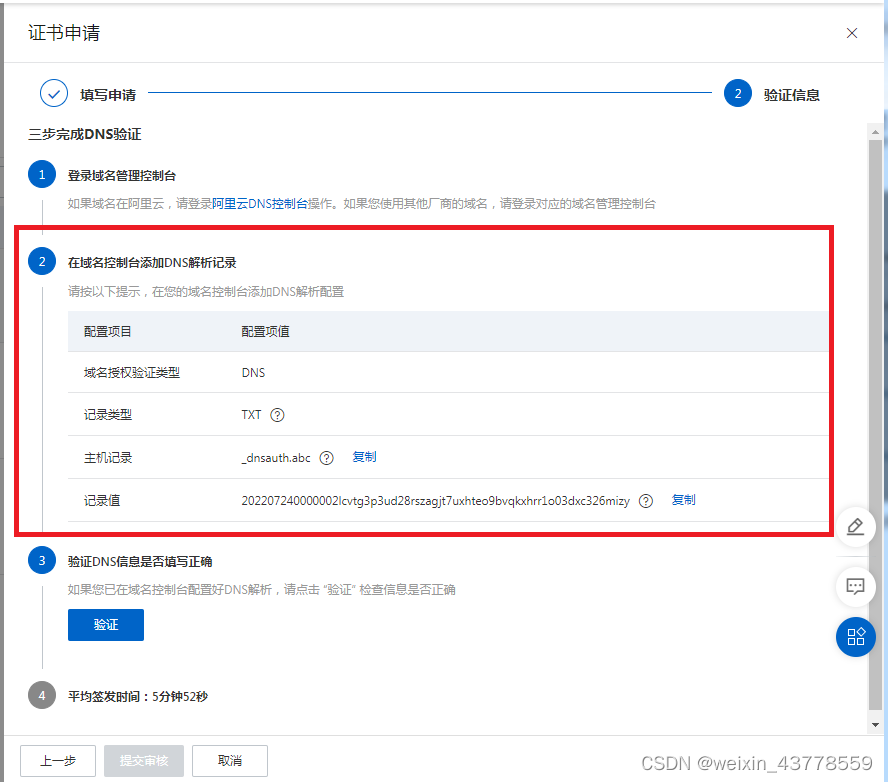 证书申请
填写申请
2 验证信息
三步完成DNS验证
1 登录域名管理控制台
如果域名在阿里云，请登录阿里云DNS控制台操作。如果您使用其他厂商的域名，请登录对应的域名管理控制台
2 在域名控制台添加DNS解析记录
请按以下提示，在您的域名控制台添加DNS解析配置
配置项目 配置项值
域名授权验证类型 DNS
记录类型 TXT ?
主机记录 _dnsauth.abc ? 复制
记录值 202207240000002lcvtg3p3ud28rszagjt7uxhteo9bvqkxhrr1o03dxc326mizy ? 复制
3 验证DNS信息是否填写正确
如果您已在域名控制台配置好DNS解析，请点击 “验证” 检查信息是否正确
验证
4 平均签发时间：5分钟52秒
上一步 提交审核 取消
CSDN @weixin_43778559